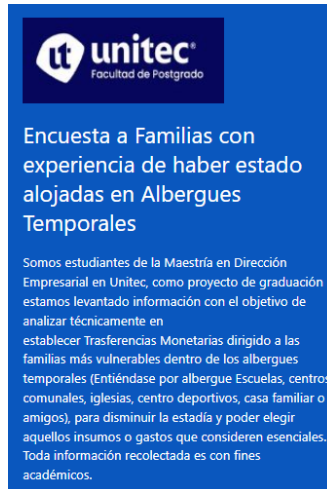 unitec®
Facultad de Postgrado
Encuesta a Familias con
experiencia de haber estado
alojadas en Albergues
Temporales
Somos estudiantes de la Maestría en Dirección
Empresarial en Unitec, como proyecto de graduación
estamos levantado información con el objetivo de
analizar técnicamente en
establecer Trasferencias Monetarias dirigido a las
familias más vulnerables dentro de los albergues
temporales (Entiéndase por albergue Escuelas, centros
comunales, iglesias, centro deportivos, casa familiar o
amigos), para disminuir la estadía y poder elegir
aquellos insumos o gastos que consideren esenciales.
Toda información recolectada es con fines
académicos.